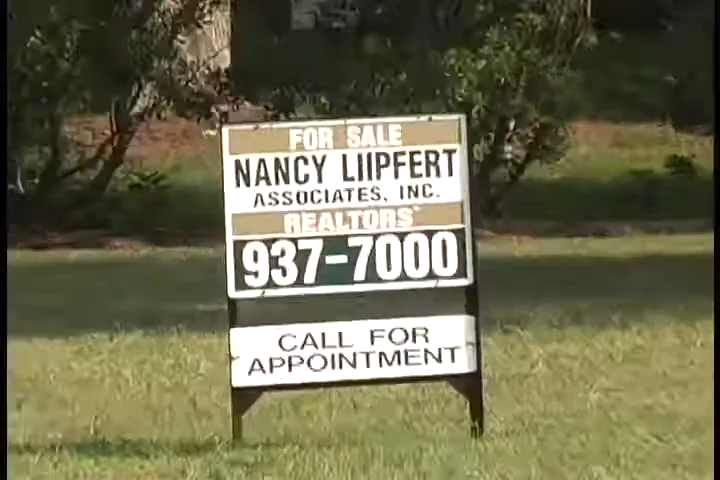 FOR SALE
NANCY LIIPFERT
ASSOCIATES, INC.
REALTORS®
937-7000
CALL FOR
APPOINTMENT